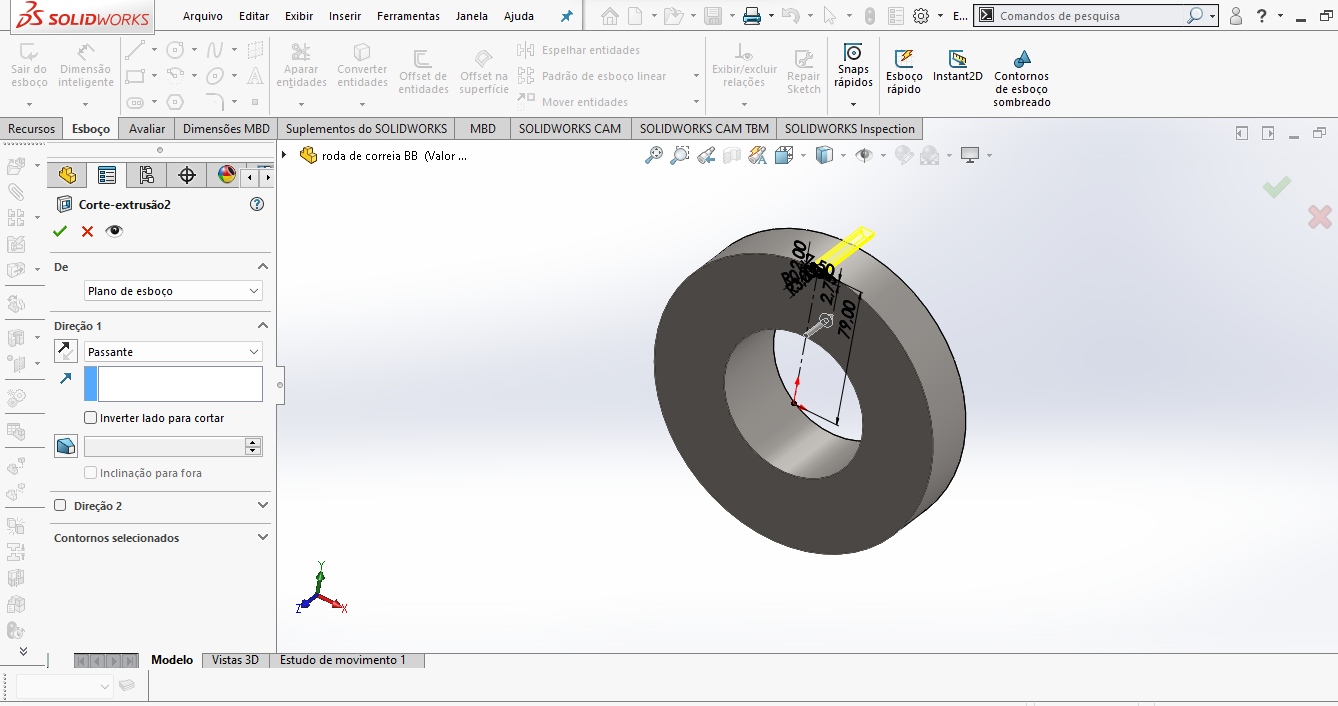 SOLIDWORKS
Arquivo Editar Exibir Inserir Ferramentas Janela Ajuda
E...
Comandos de pesquisa
?
Sair do esboço
Dimensão inteligente
Aparar entidades
Converter entidades
Offset de entidades
Offset na superfície
Espelhar entidades
Padrão de esboço linear
Mover entidades
Exibir/excluir relações
Repair Sketch
Snaps rápidos
Esboço rápido
Instant2D
Contornos de esboço sombreado
Recursos Esboço Avaliar Dimensões MBD Suplementos do SOLIDWORKS MBD SOLIDWORKS CAM SOLIDWORKS CAM TBM SOLIDWORKS Inspection
roda de correia BB (Valor ...
Corte-extrusão2
De
Plano de esboço
Direção 1
Passante
Inverter lado para cortar
Inclinação para fora
Direção 2
Contornos selecionados
2,00
79,00
Y
Z
X
Modelo Vistas 3D Estudo de movimento 1